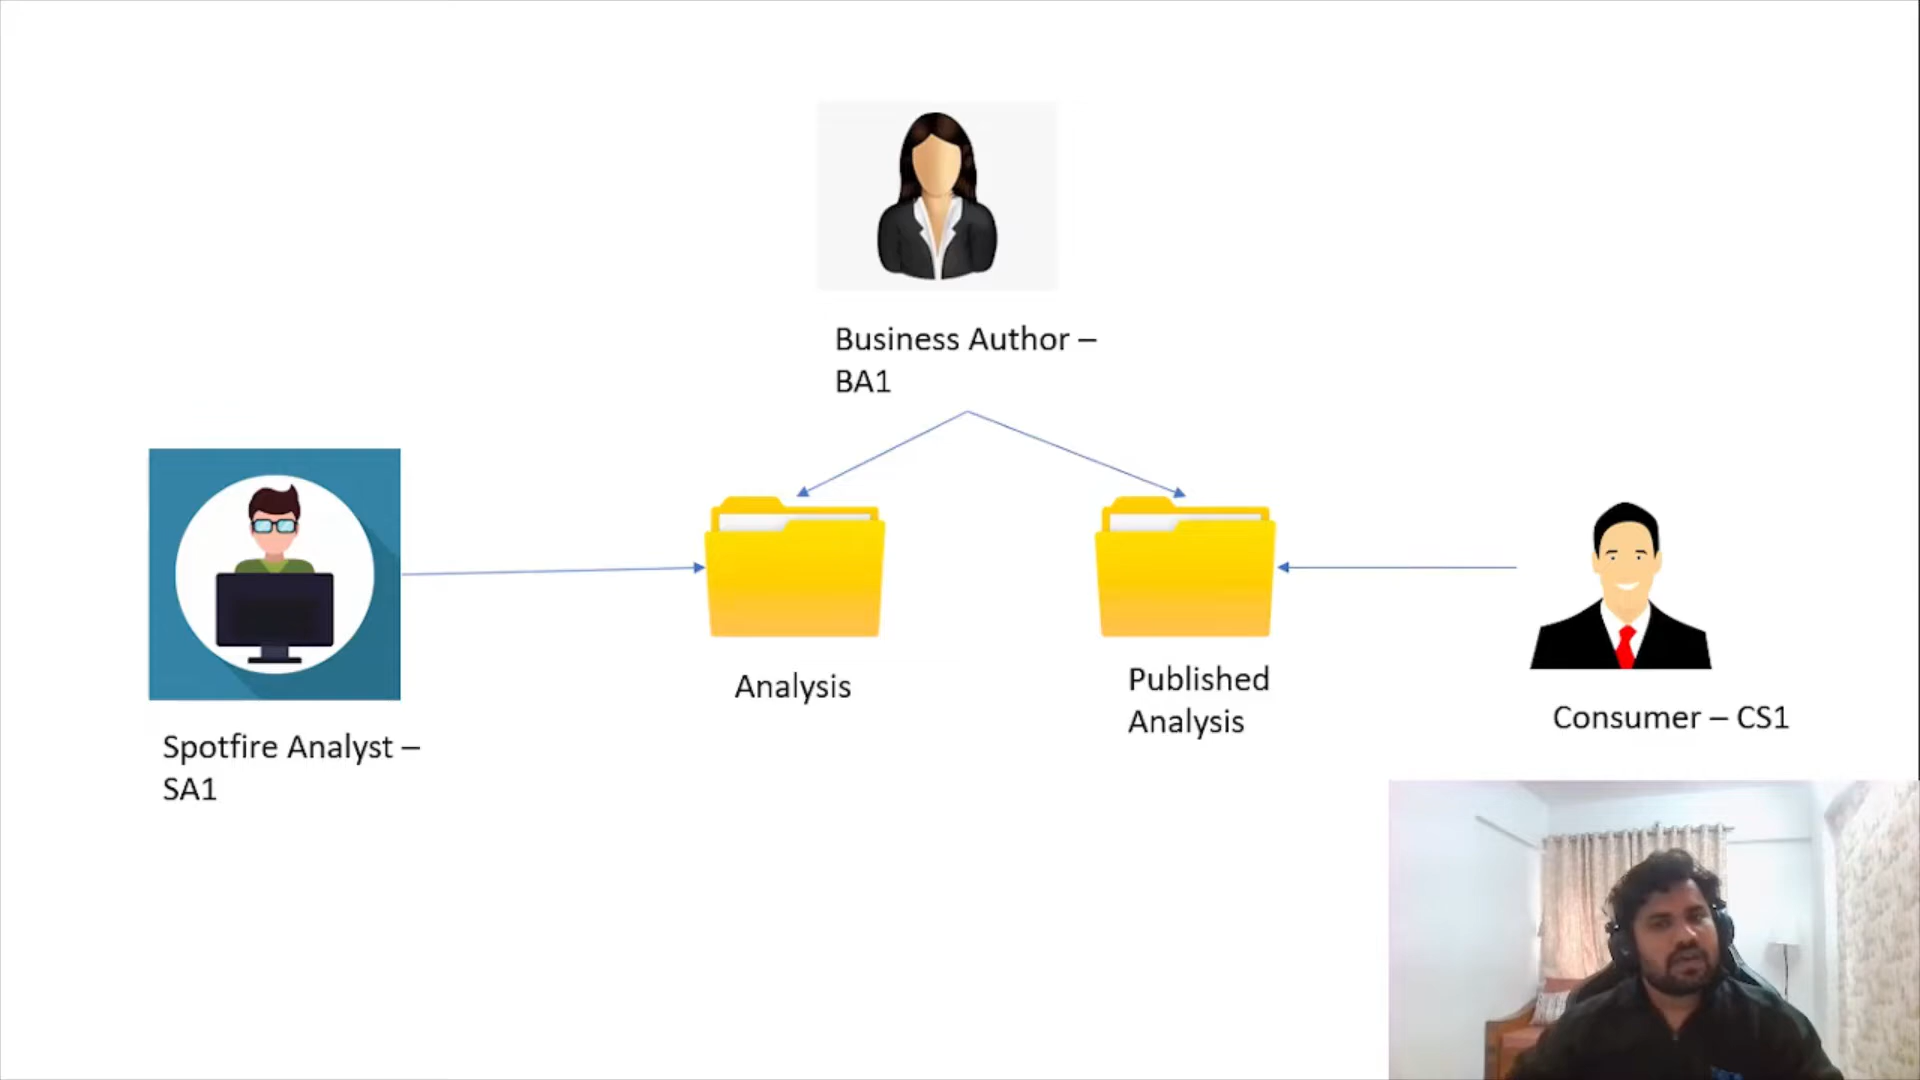 Business Author –
BA1
Analysis
Published
Analysis
Spotfire Analyst –
SA1
Consumer – CS1